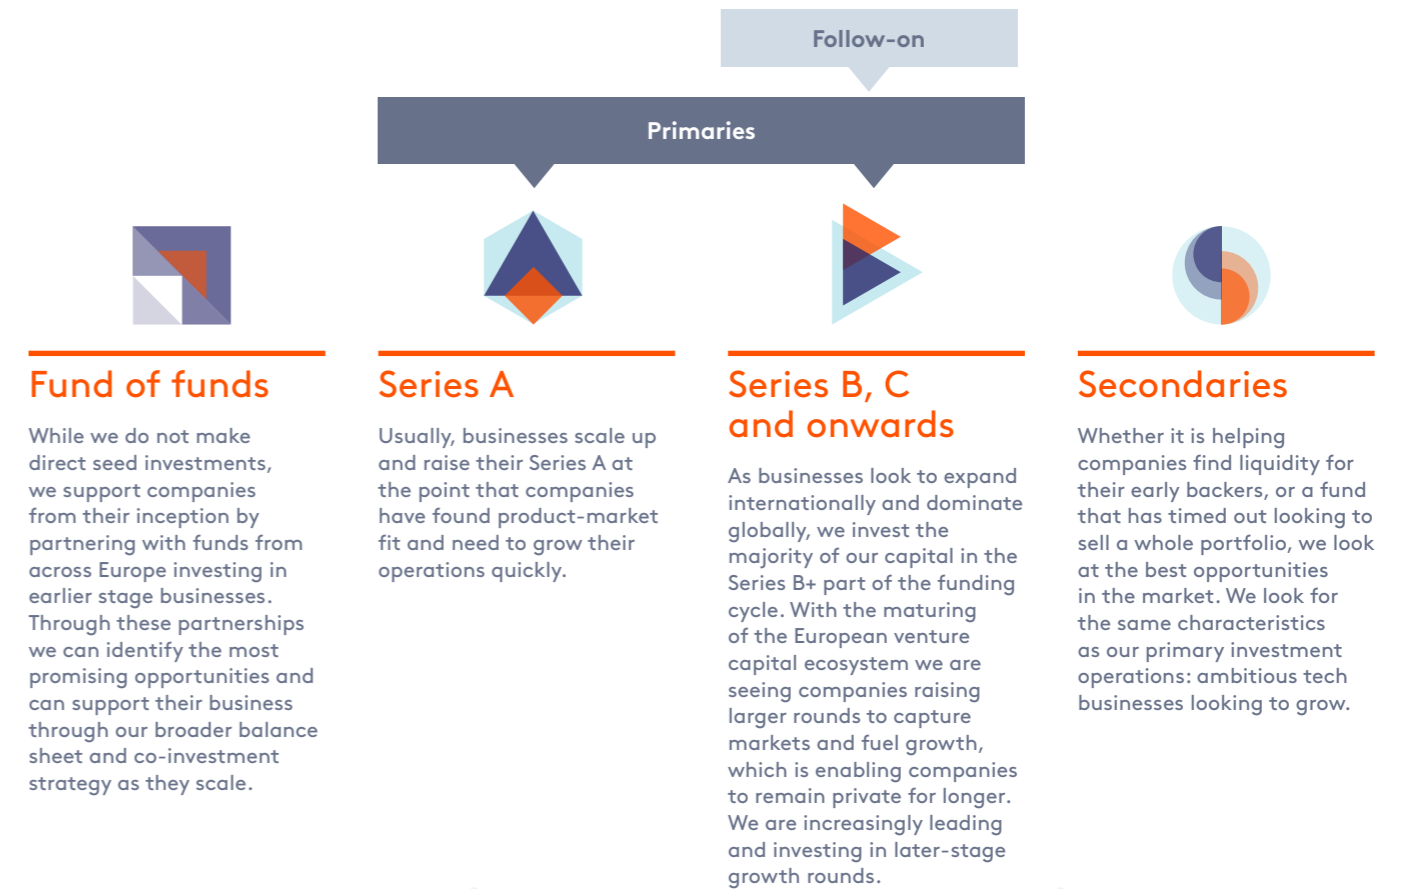 Follow-on
Primaries
Fund of funds
While we do not make
direct seed investments,
we support companies
from their inception by
partnering with funds from
across Europe investing in
earlier stage businesses.
Through these partnerships
we can identify the most
promising opportunities and
can support their business
through our broader balance
sheet and co-investment
strategy as they scale.
Series A
Usually, businesses scale up
and raise their Series A at
the point that companies
have found product-market
fit and need to grow their
operations quickly.
Series B, C
and onwards
As businesses look to expand
internationally and dominate
globally, we invest the
majority of our capital in the
Series B+ part of the funding
cycle. With the maturing
of the European venture
capital ecosystem we are
seeing companies raising
larger rounds to capture
markets and fuel growth,
which is enabling companies
to remain private for longer.
We are increasingly leading
and investing in later-stage
growth rounds.
Secondaries
Whether it is helping
companies find liquidity for
their early backers, or a fund
that has timed out looking to
sell a whole portfolio, we look
at the best opportunities
in the market. We look for
the same characteristics
as our primary investment
operations: ambitious tech
businesses looking to grow.